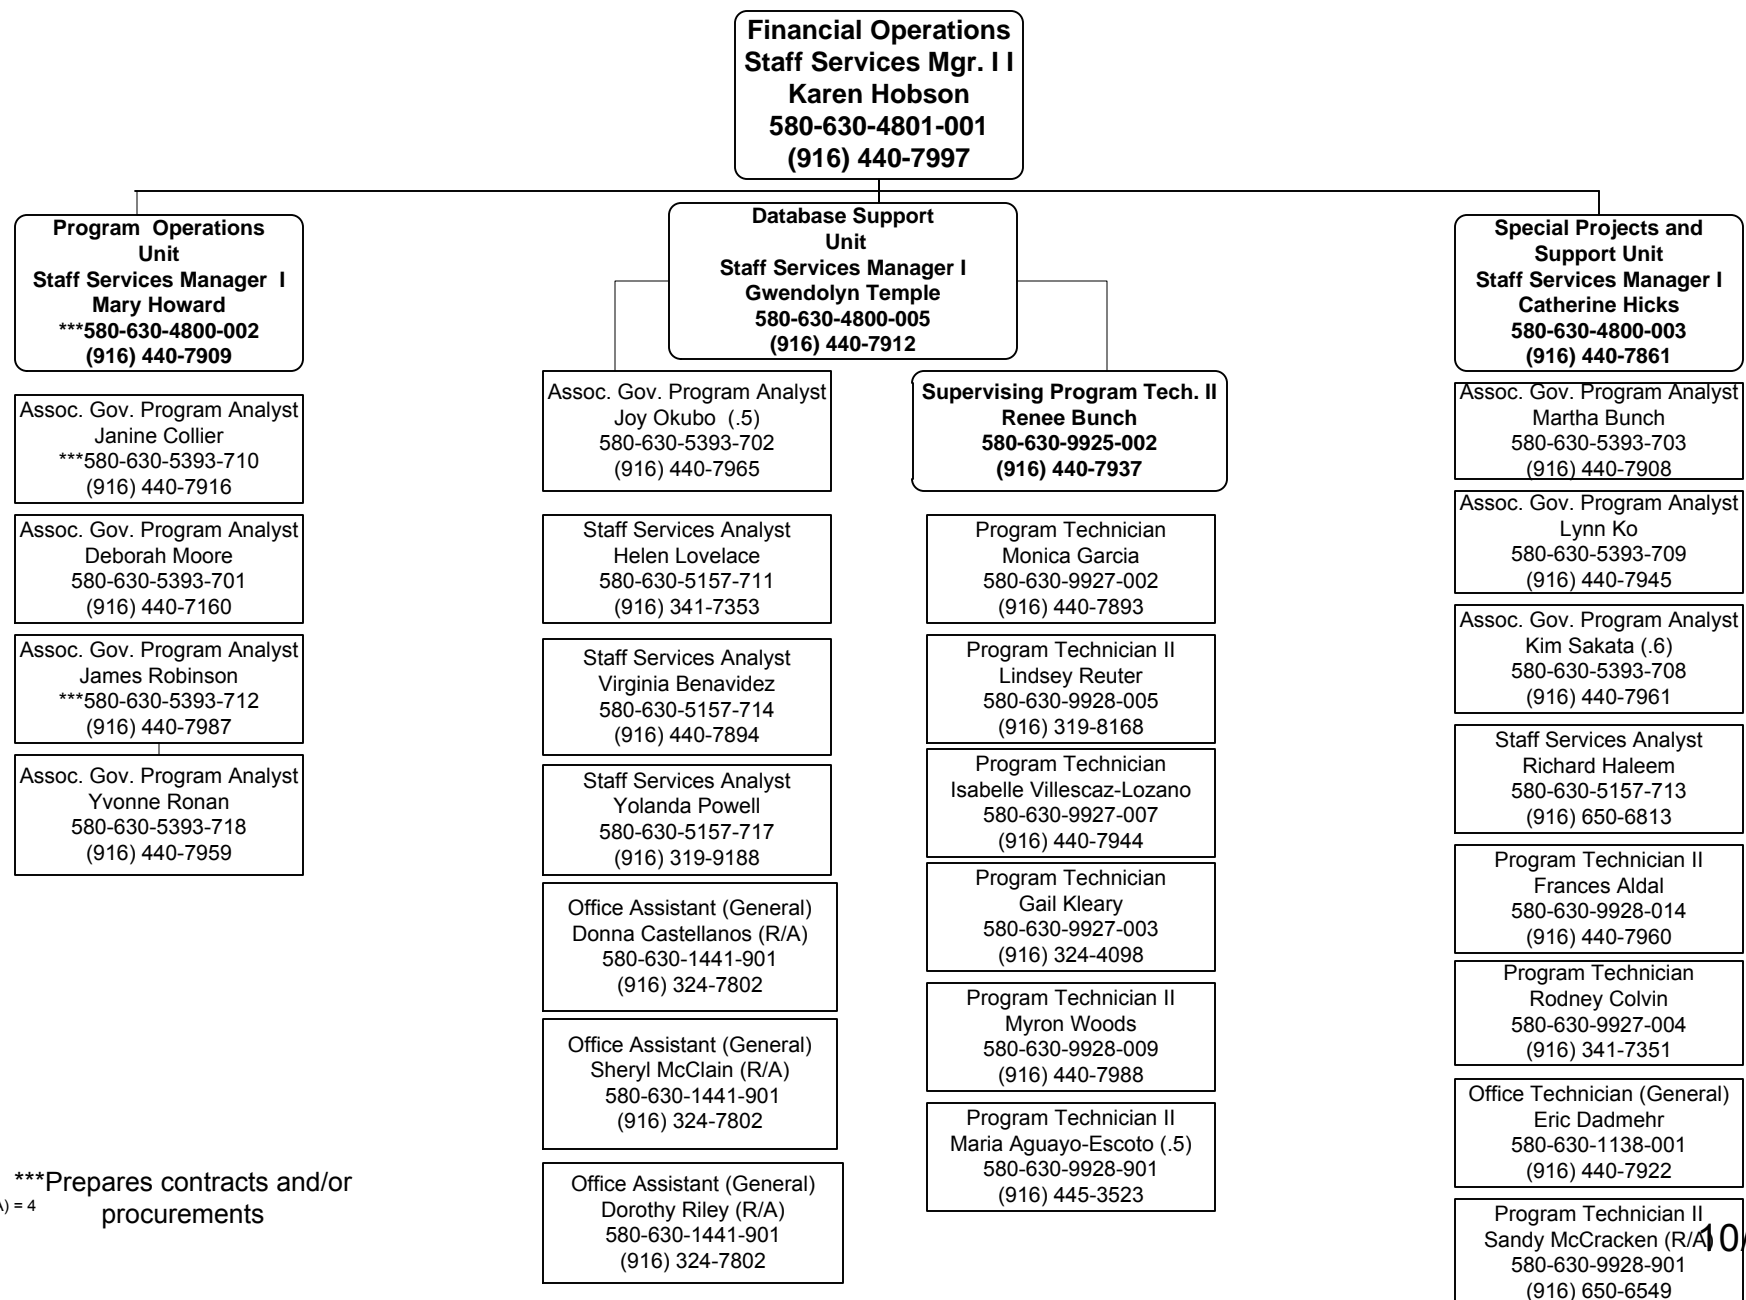 Financial Operations
Staff Services Mgr. I I
Karen Hobson
580-630-4801-001
(916) 440-7997
Program  Operations
Unit
Staff Services Manager  I
Mary Howard
***580-630-4800-002
(916) 440-7909
Assoc. Gov. Program Analyst
Janine Collier
***580-630-5393-710
(916) 440-7916
Assoc. Gov. Program Analyst
Deborah Moore
580-630-5393-701
(916) 440-7160
Assoc. Gov. Program Analyst
James Robinson
***580-630-5393-712
(916) 440-7987
Assoc. Gov. Program Analyst
Yvonne Ronan
580-630-5393-718
(916) 440-7959
Database Support
Unit
Staff Services Manager I
Gwendolyn Temple
580-630-4800-005
(916) 440-7912
Assoc. Gov. Program Analyst
Joy Okubo  (.5)
580-630-5393-702
(916) 440-7965
Staff Services Analyst
Helen Lovelace
580-630-5157-711
(916) 341-7353
Staff Services Analyst
Virginia Benavidez
580-630-5157-714
(916) 440-7894
Staff Services Analyst
Yolanda Powell
580-630-5157-717
(916) 319-9188
Office Assistant (General)
Donna Castellanos (R/A)
580-630-1441-901
(916) 324-7802
Office Assistant (General)
Sheryl McClain (R/A)
580-630-1441-901
(916) 324-7802
Office Assistant (General)
Dorothy Riley (R/A)
580-630-1441-901
(916) 324-7802
Supervising Program Tech. II
Renee Bunch
580-630-9925-002
(916) 440-7937
Program Technician
Monica Garcia
580-630-9927-002
(916) 440-7893
Program Technician II
Lindsey Reuter
580-630-9928-005
(916) 319-8168
Program Technician
Isabelle Villescaz-Lozano
580-630-9927-007
(916) 440-7944
Program Technician
Gail Kleary
580-630-9927-003
(916) 324-4098
Program Technician II
Myron Woods
580-630-9928-009
(916) 440-7988
Program Technician II
Maria Aguayo-Escoto (.5)
580-630-9928-901
(916) 445-3523
Special Projects and
Support Unit
Staff Services Manager I
Catherine Hicks
580-630-4800-003
(916) 440-7861
Assoc. Gov. Program Analyst
Martha Bunch
580-630-5393-703
(916) 440-7908
Assoc. Gov. Program Analyst
Lynn Ko
580-630-5393-709
(916) 440-7945
Assoc. Gov. Program Analyst
Kim Sakata (.6)
580-630-5393-708
(916) 440-7961
Staff Services Analyst
Richard Haleem
580-630-5157-713
(916) 650-6813
Program Technician II
Frances Aldal
580-630-9928-014
(916) 440-7960
Program Technician
Rodney Colvin
580-630-9927-004
(916) 341-7351
Office Technician (General)
Eric Dadmehr
580-630-1138-001
(916) 440-7922
Program Technician II
Sandy McCracken (R/A)
580-630-9928-901
(916) 650-6549
***Prepares contracts and/or
procurements
) = 4
10/